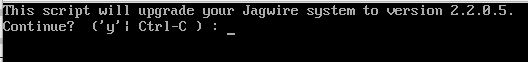 This script will upgrade your Jagwire system to version 2.2.0.5.
Continue?  ('y'¦ Ctrl-C ) : _